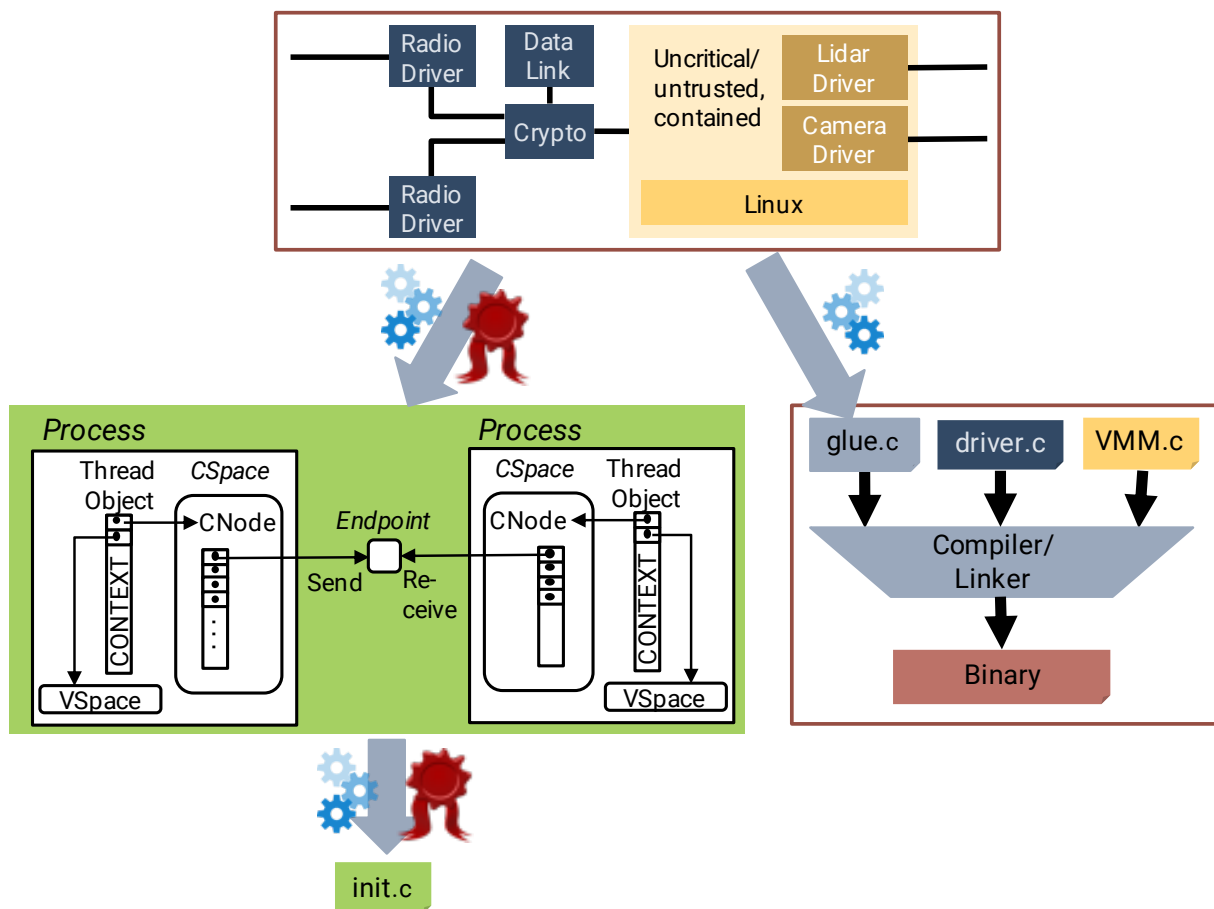 Radio
Driver
Data
Link
Crypto
Radio
Driver
Uncritical/
untrusted,
contained
Lidar
Driver
Camera
Driver
Linux
Process
Thread
Object
CSpace
CNode
CONTEXT
. . .
VSpace
Endpoint
Send
Re-
ceive
Process
CSpace
Thread
Object
CNode
CONTEXT
VSpace
glue.c
driver.c
VMM.c
Compiler/
Linker
Binary
init.c